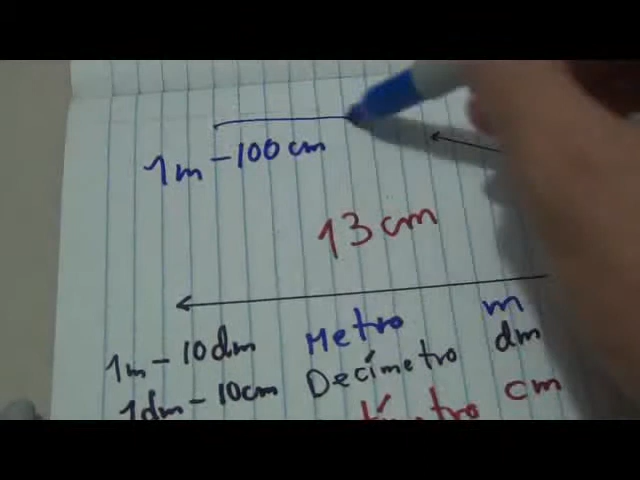 1m - 100 cm
13 cm
1m - 10dm Metro m
1dm - 10cm Decímetro dm
cm